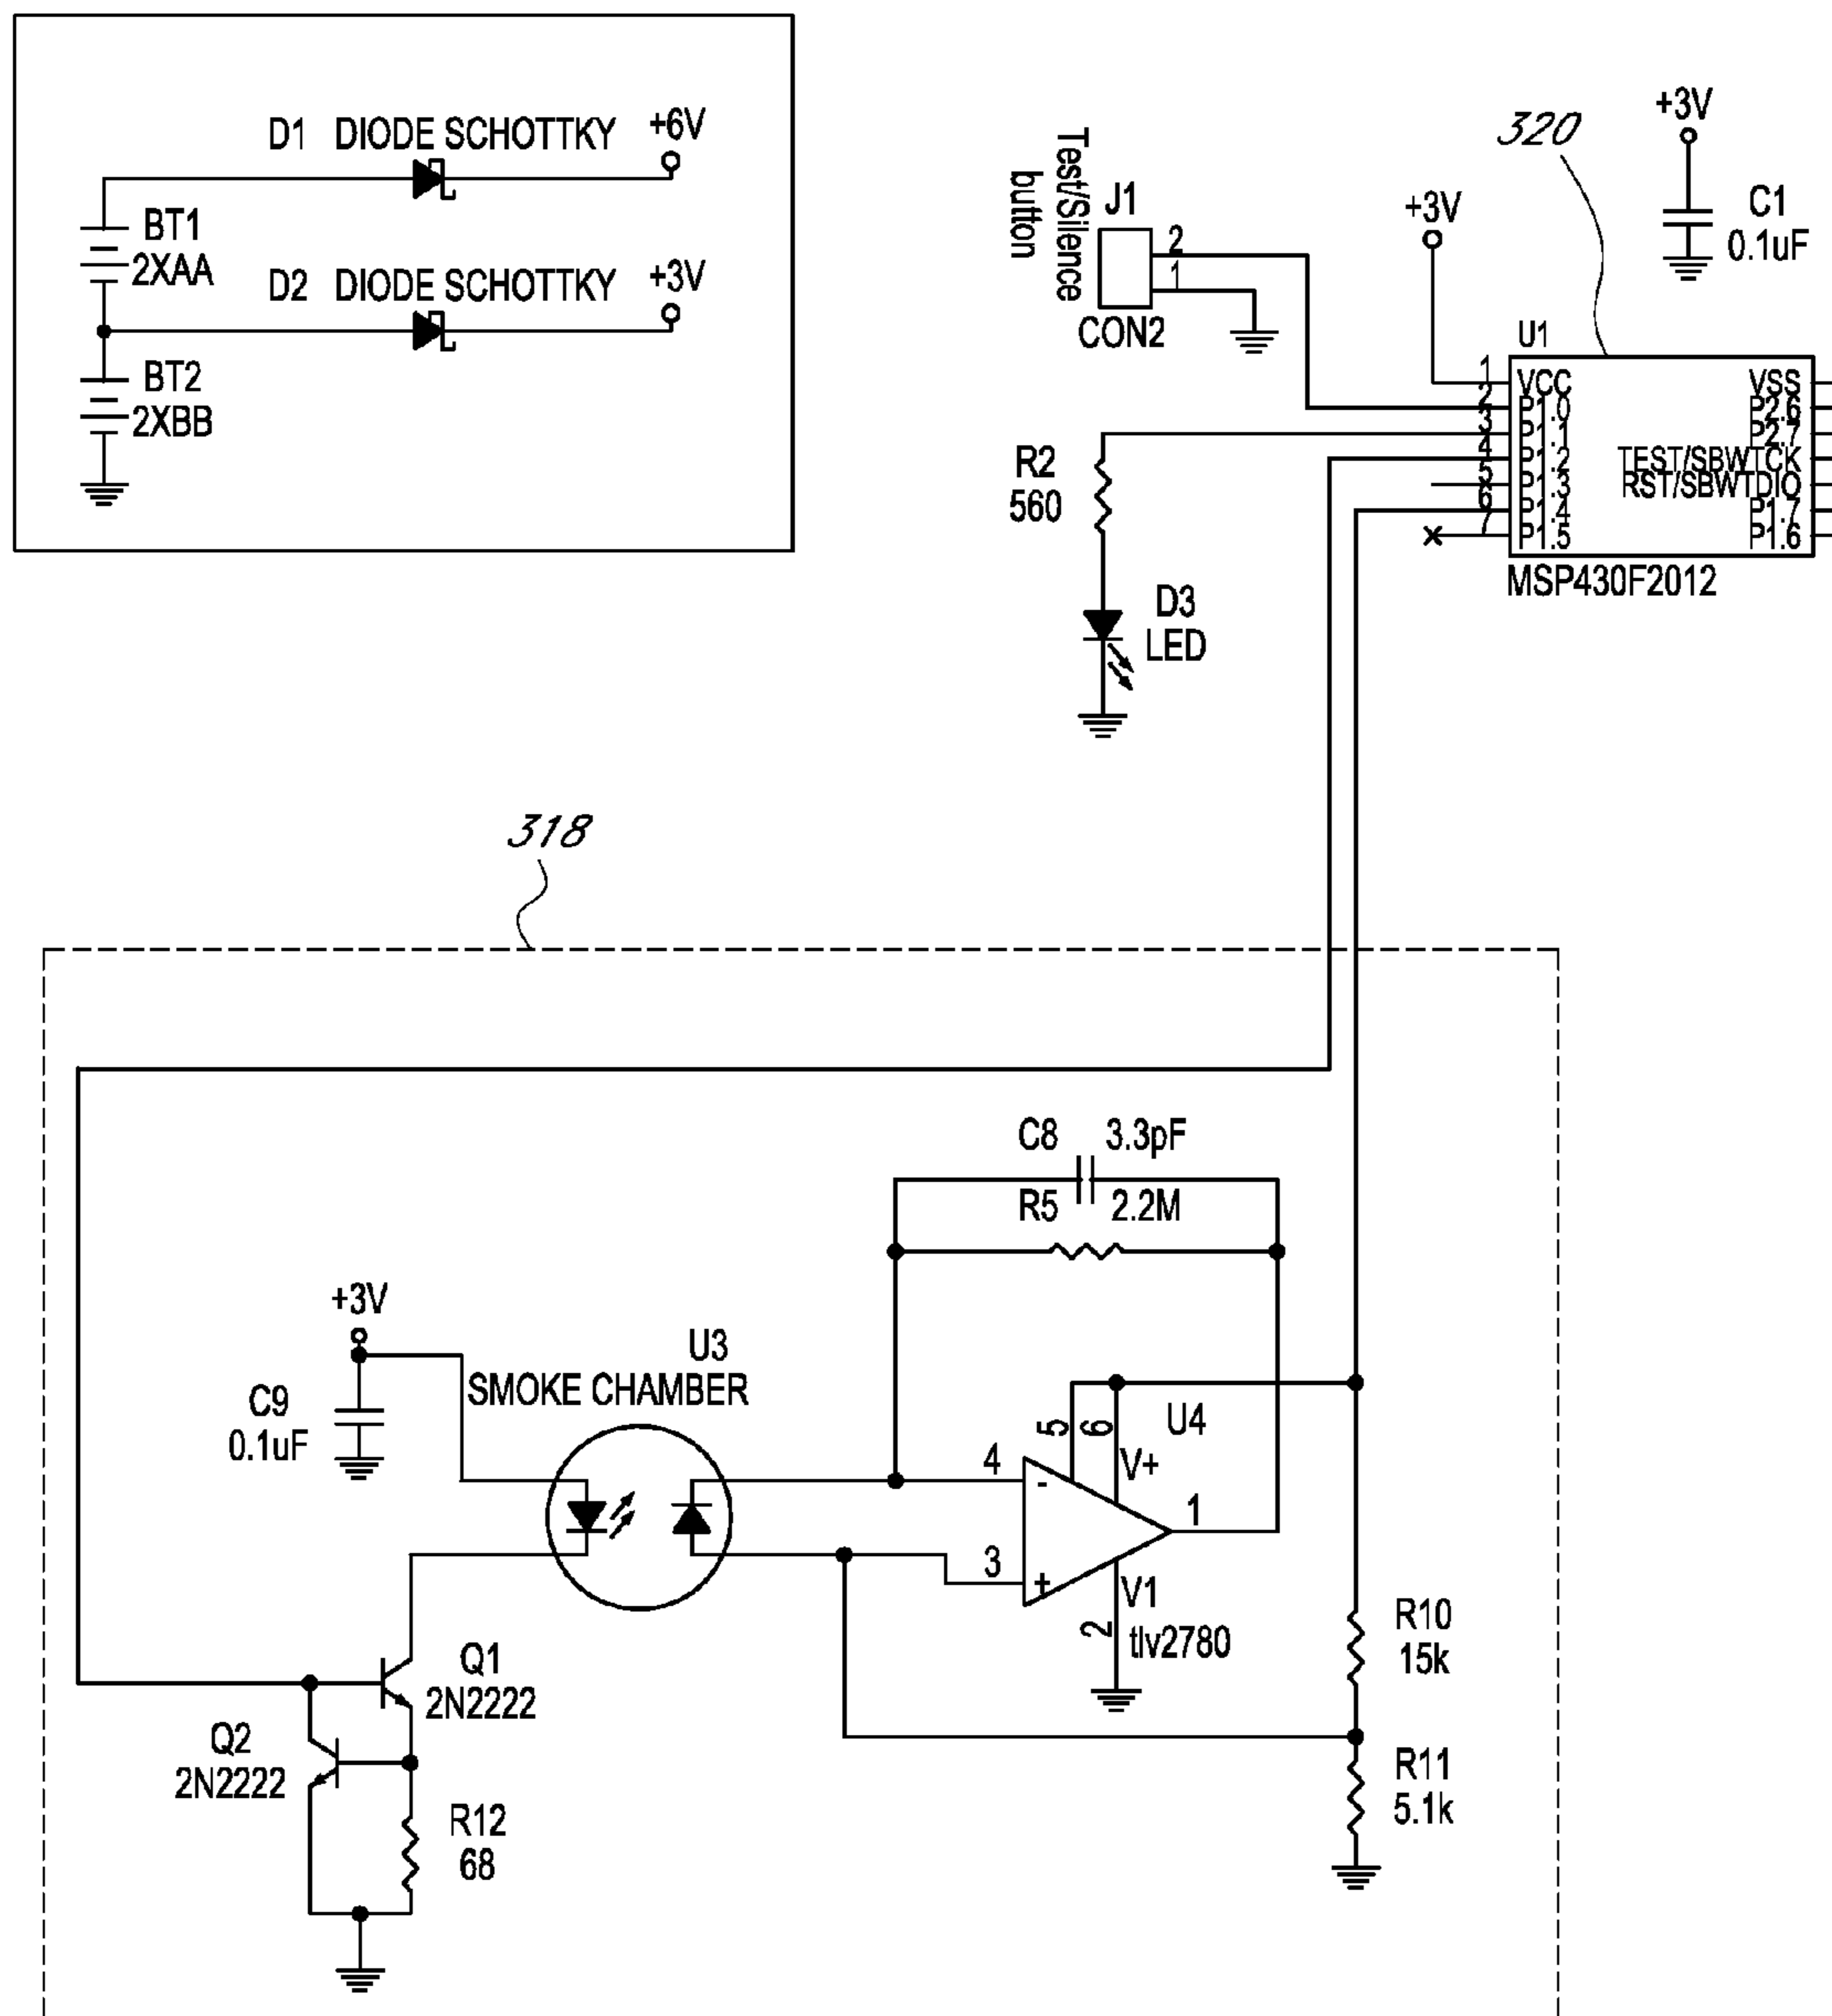 D1 DIODE SCHOTTKY +6V
BT1
2XAA
D2 DIODE SCHOTTKY +3V
BT2
2XBB
Test/Silence
button
J1
2
1
CON2
+3V
320
+3V
C1
0.1uF
U1
1 VCC VSS
2 P1.0 P2.6
3 P1.1 P2.7
4 P1.2 TEST/SBWTCK
5 P1.3 RST/SBWTDIO
6 P1.4 P1.7
7 P1.5 P1.6
MSP430F2012
R2
560
D3
LED
318
C8 3.3pF
R5 2.2M
+3V
C9
0.1uF
U3
SMOKE CHAMBER
5 6 U4
V+
4 -
1
3 +
V1
2
tlv2780
R10
15k
Q1
2N2222
Q2
2N2222
R11
5.1k
R12
68